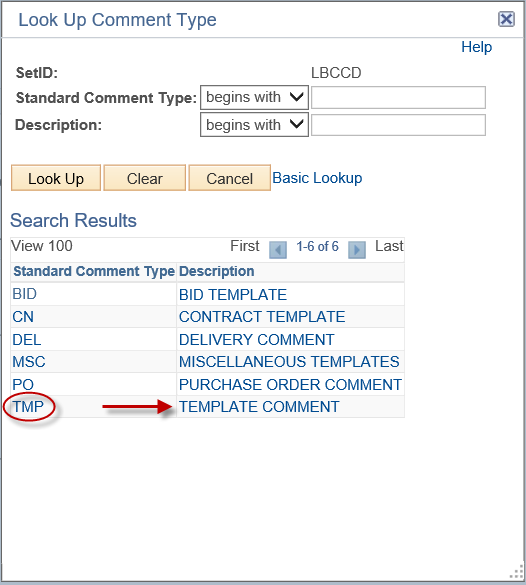 Look Up Comment Type
Help
SetID: LBCCD
Standard Comment Type: begins with
Description: begins with
Look Up Clear Cancel Basic Lookup
Search Results
View 100 First 1-6 of 6 Last
Standard Comment Type Description
BID BID TEMPLATE
CN CONTRACT TEMPLATE
DEL DELIVERY COMMENT
MSC MISCELLANEOUS TEMPLATES
PO PURCHASE ORDER COMMENT
TMP TEMPLATE COMMENT